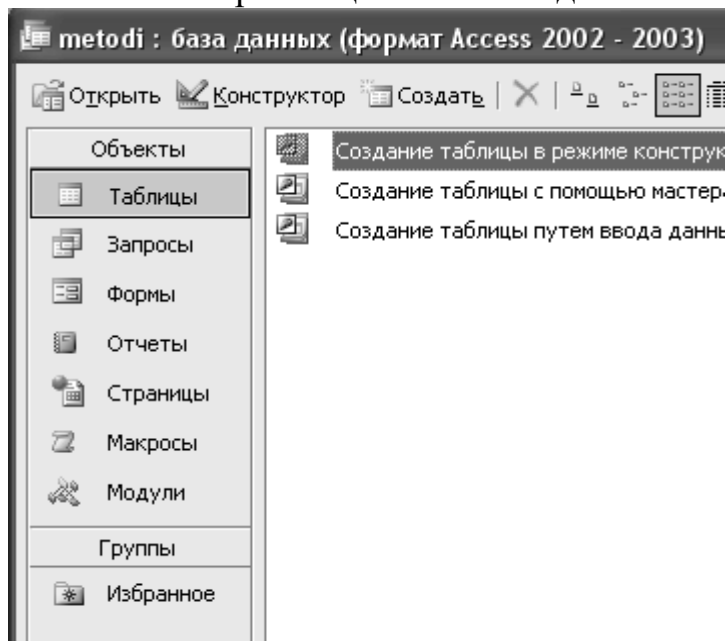 metodi : база данных (формат Access 2002 - 2003)
Открыть Конструктор Создать
Объекты
Таблицы
Запросы
Формы
Отчеты
Страницы
Макросы
Модули
Группы
Избранное
Создание таблицы в режиме конструк
Создание таблицы с помощью мастер
Создание таблицы путем ввода данн